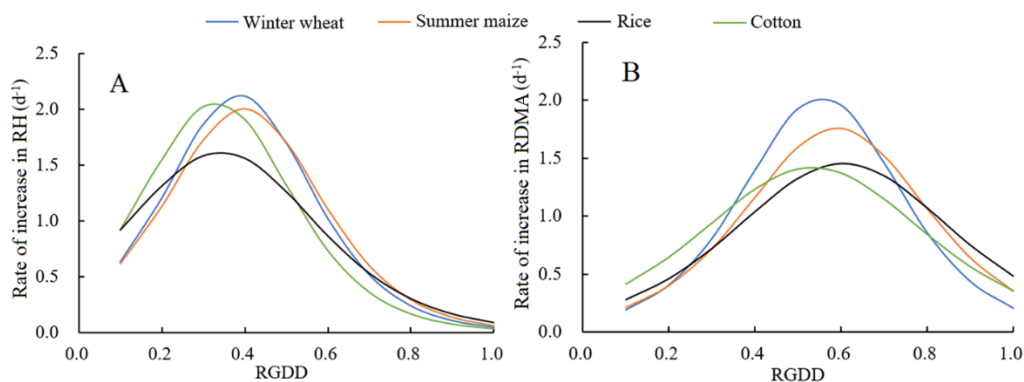 Winter wheat Summer maize Rice Cotton
A
Rate of increase in RH (d⁻¹)
2.5
2.0
1.5
1.0
0.5
0.0
0.0 0.2 0.4 0.6 0.8 1.0
RGDD
B
Rate of increase in RDMA (d⁻¹)
2.5
2.0
1.5
1.0
0.5
0.0
0.0 0.2 0.4 0.6 0.8 1.0
RGDD